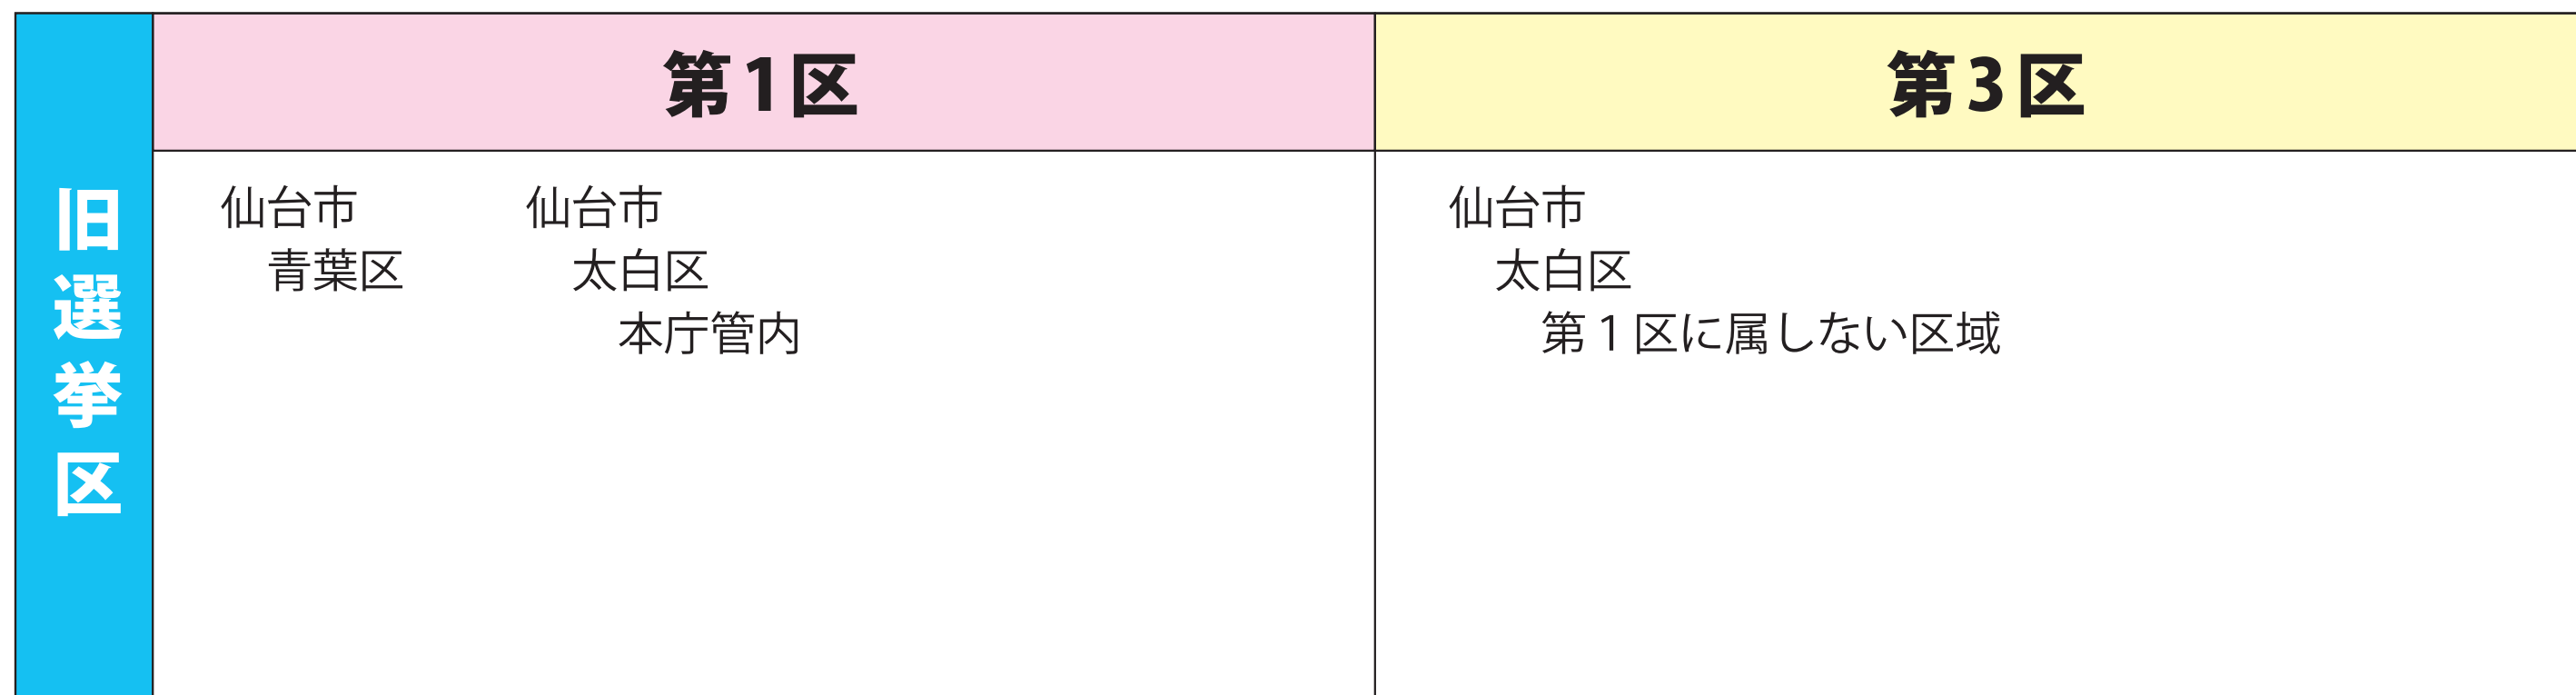 旧選挙区
第1区
仙台市
青葉区
仙台市
太白区
本庁管内
第3区
仙台市
太白区
第1区に属しない区域